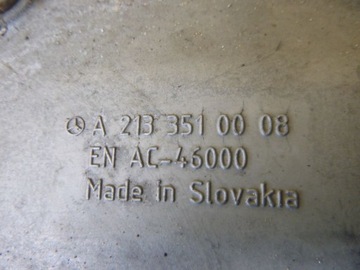 A 213 351 00 08
EN AC-46000
Made in Slovakia